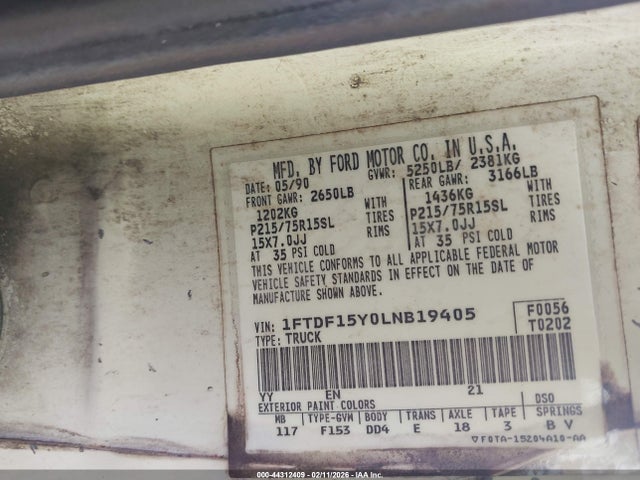 MFD. BY FORD MOTOR CO. IN U.S.A.
DATE: 05/90 GVWR: 5250LB/ 2381KG
FRONT GAWR: 2650LB REAR GAWR: 3166LB
1202KG WITH 1436KG WITH
P215/75R15SL TIRES P215/75R15SL TIRES
15X7.0JJ RIMS 15X7.0JJ RIMS
AT 35 PSI COLD AT 35 PSI COLD
THIS VEHICLE CONFORMS TO ALL APPLICABLE FEDERAL MOTOR
VEHICLE SAFETY STANDARDS IN EFFECT ON THE DATE OF
MANUFACTURE SHOWN ABOVE.
VIN: 1FTDF15Y0LNB19405 F0056
TYPE: TRUCK T0202
YY EN 21
EXTERIOR PAINT COLORS DSO
WB TYPE-GVW BODY TRANS AXLE TAPE SPRINGS
117 F153 DD4 E 18 3 B V
▽F0TA-15204A10-AA
000-44312409 - 02/11/2026 - IAA Inc.